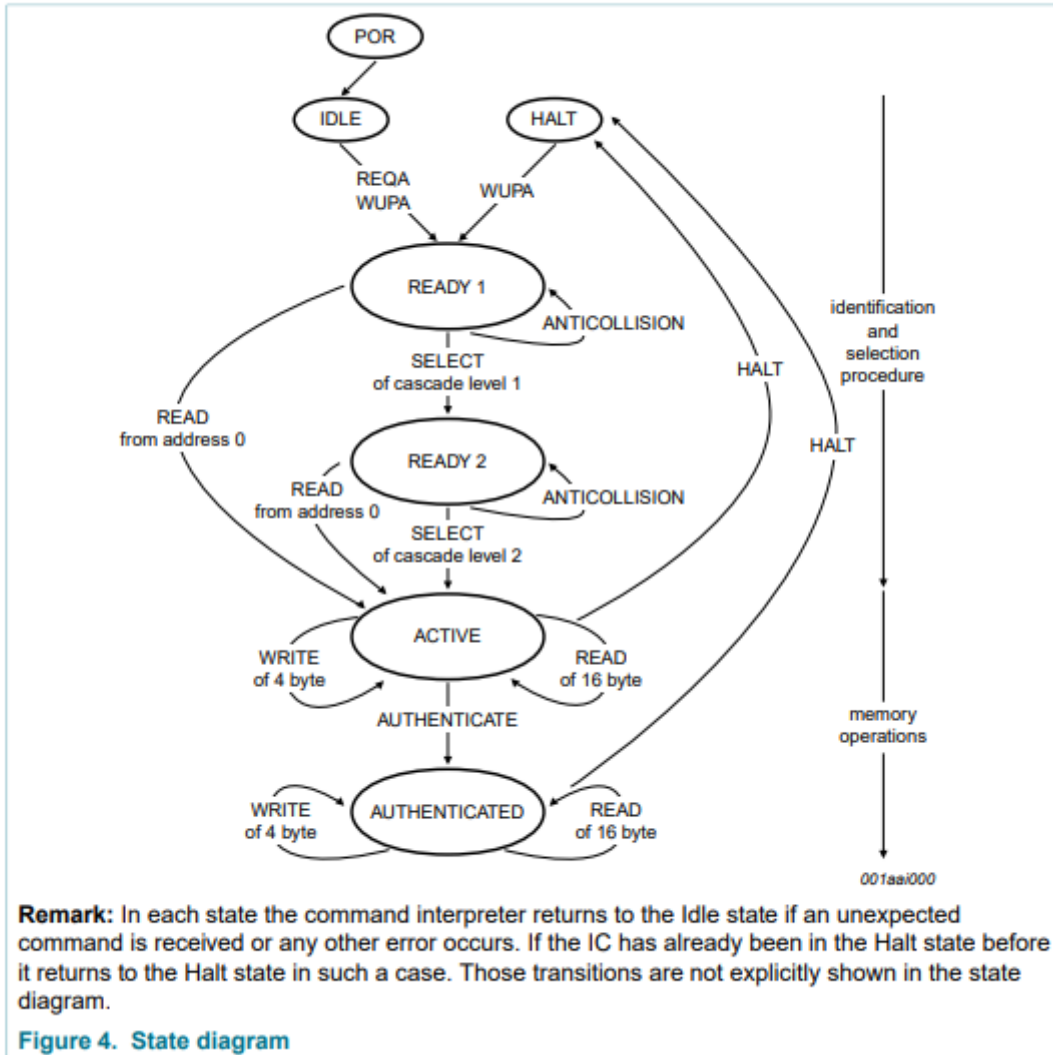 POR
IDLE
HALT
REQA
WUPA
WUPA
READY 1
ANTICOLLISION
identification
and
selection
procedure
SELECT
of cascade level 1
HALT
READ
from address 0
HALT
READY 2
READ
from address 0
ANTICOLLISION
SELECT
of cascade level 2
ACTIVE
WRITE
of 4 byte
READ
of 16 byte
AUTHENTICATE
memory
operations
WRITE
of 4 byte
AUTHENTICATED
READ
of 16 byte
001aai000
Remark: In each state the command interpreter returns to the Idle state if an unexpected
command is received or any other error occurs. If the IC has already been in the Halt state before
it returns to the Halt state in such a case. Those transitions are not explicitly shown in the state
diagram.
Figure 4. State diagram